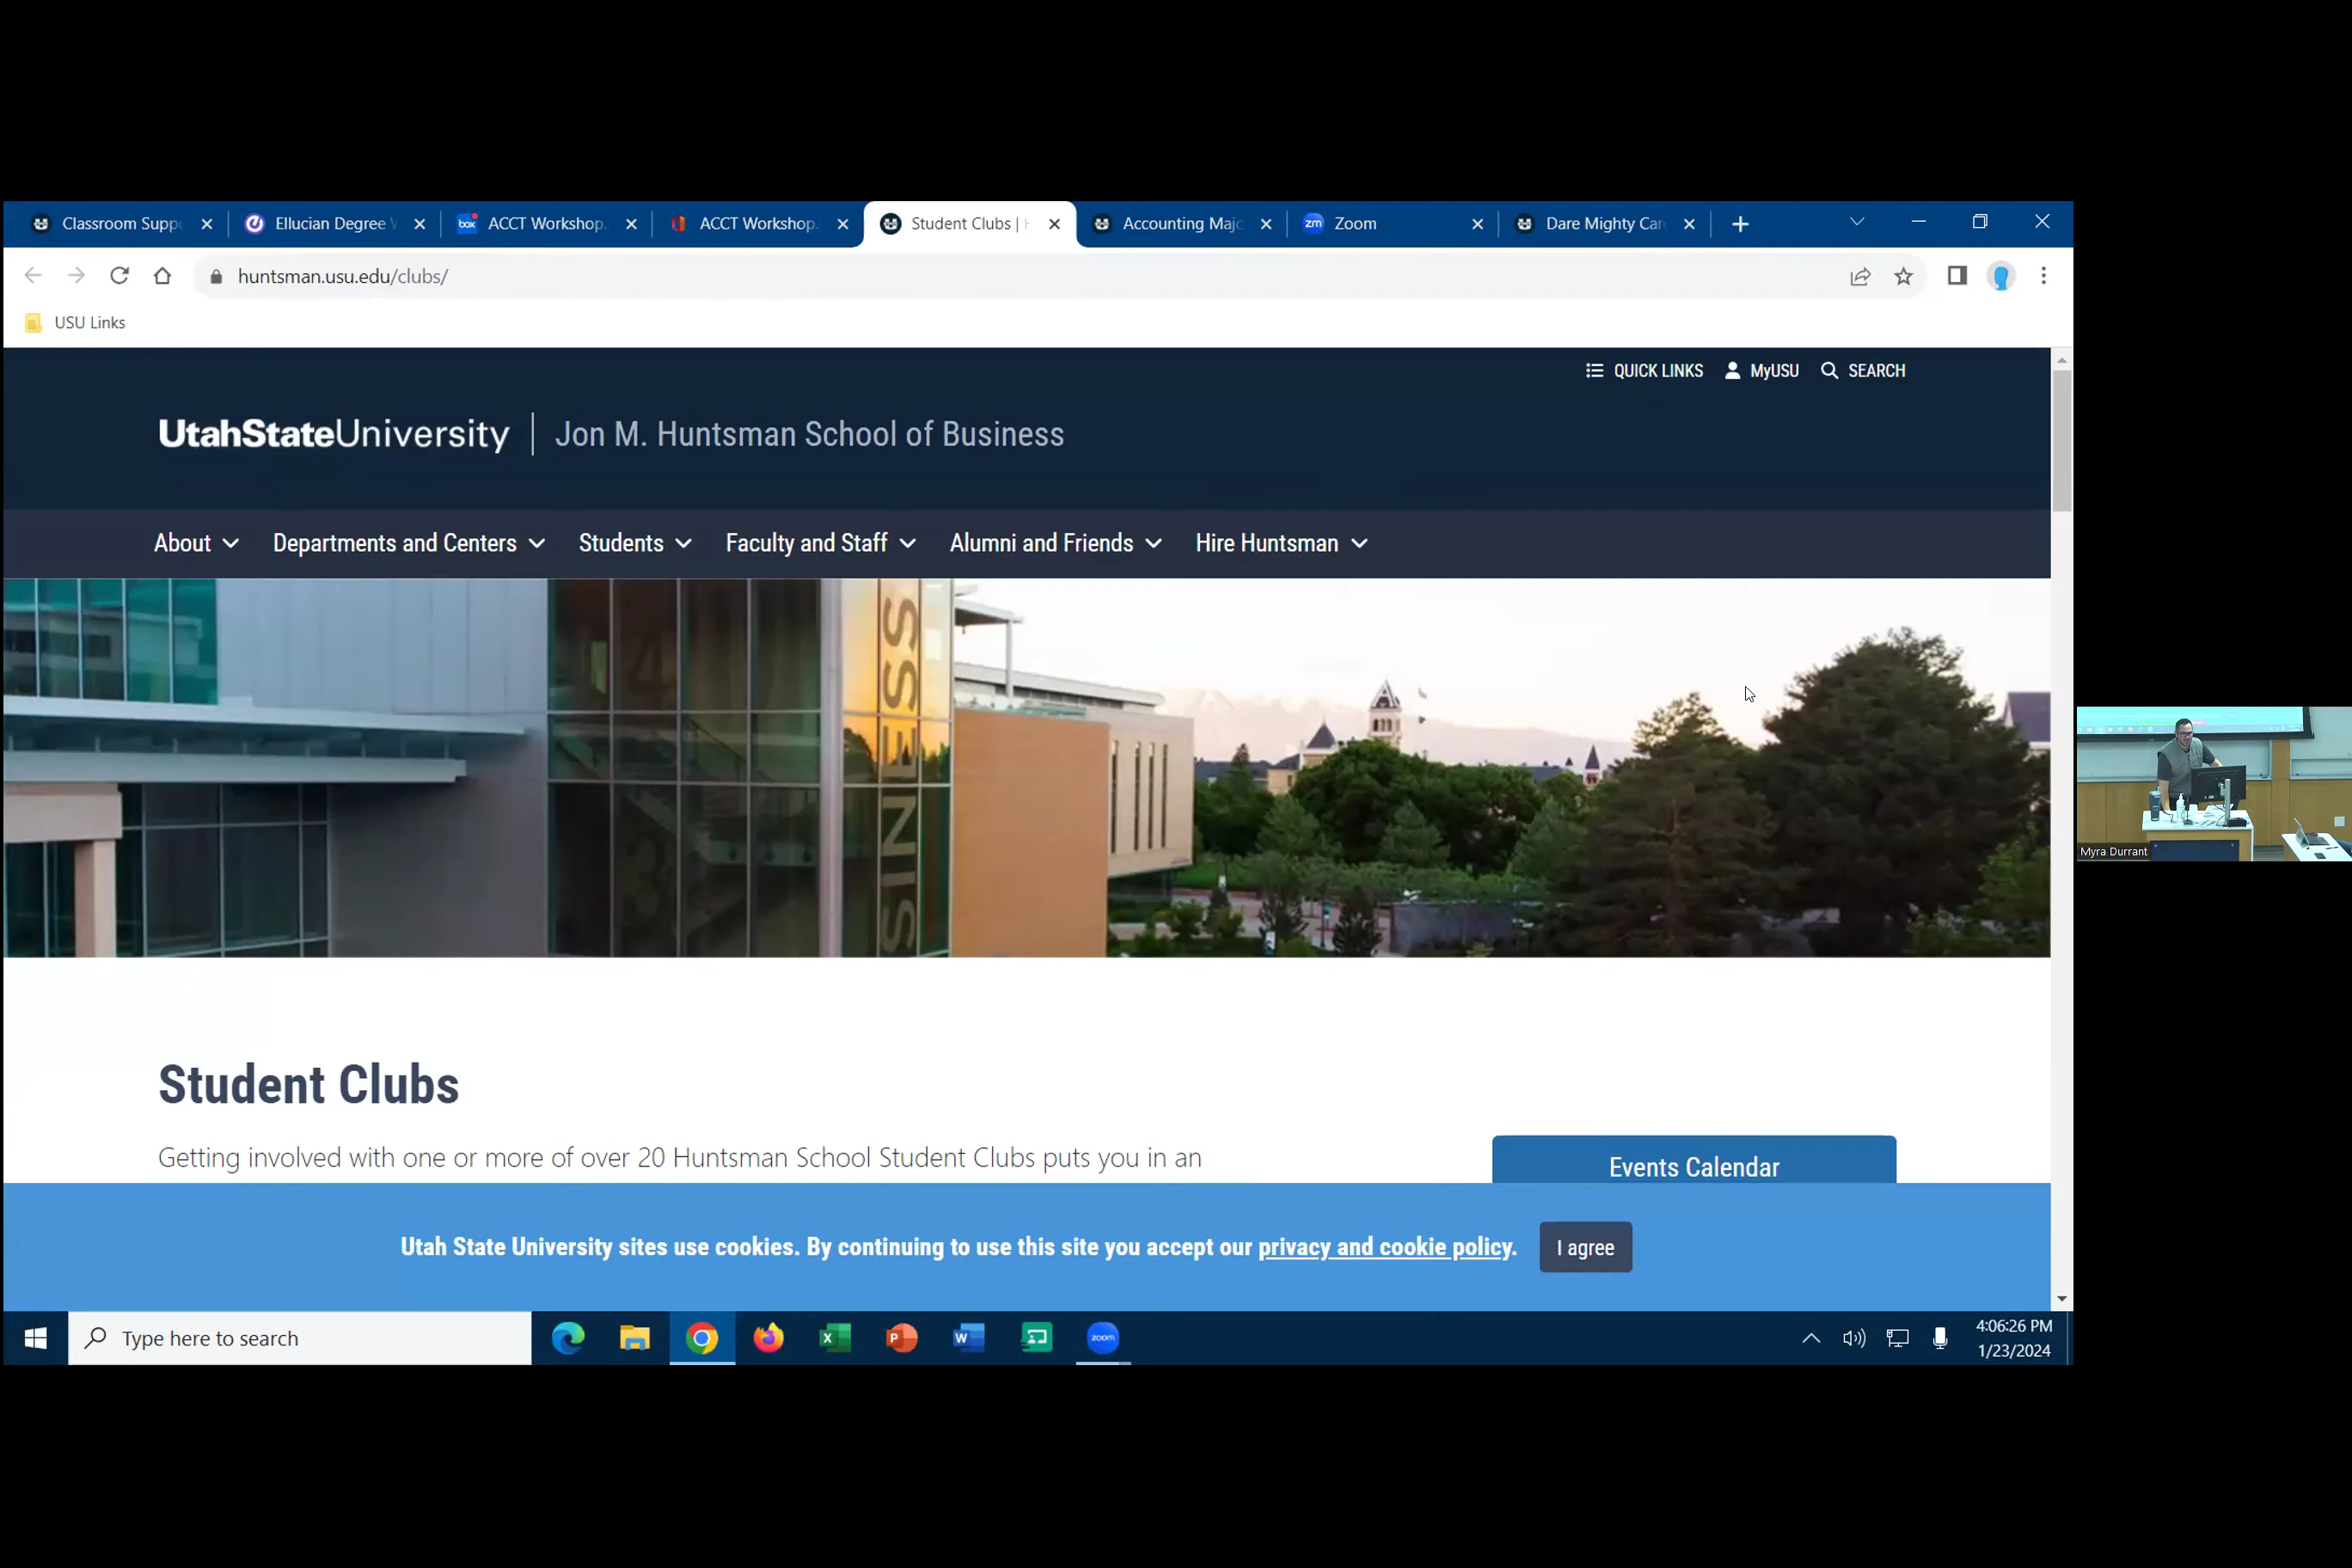 Classroom Supp
Ellucian Degree
ACCT Workshop.
ACCT Workshop.
Student Clubs |
Accounting Majo
Zoom
Dare Mighty Car
huntsman.usu.edu/clubs/
USU Links
QUICK LINKS
MyUSU
SEARCH
UtahStateUniversity
Jon M. Huntsman School of Business
About
Departments and Centers
Students
Faculty and Staff
Alumni and Friends
Hire Huntsman
SINESS
Student Clubs
Getting involved with one or more of over 20 Huntsman School Student Clubs puts you in an
Events Calendar
Utah State University sites use cookies. By continuing to use this site you accept our privacy and cookie policy.
I agree
Myra Durrant
Type here to search
zoom
4:06:26 PM
1/23/2024